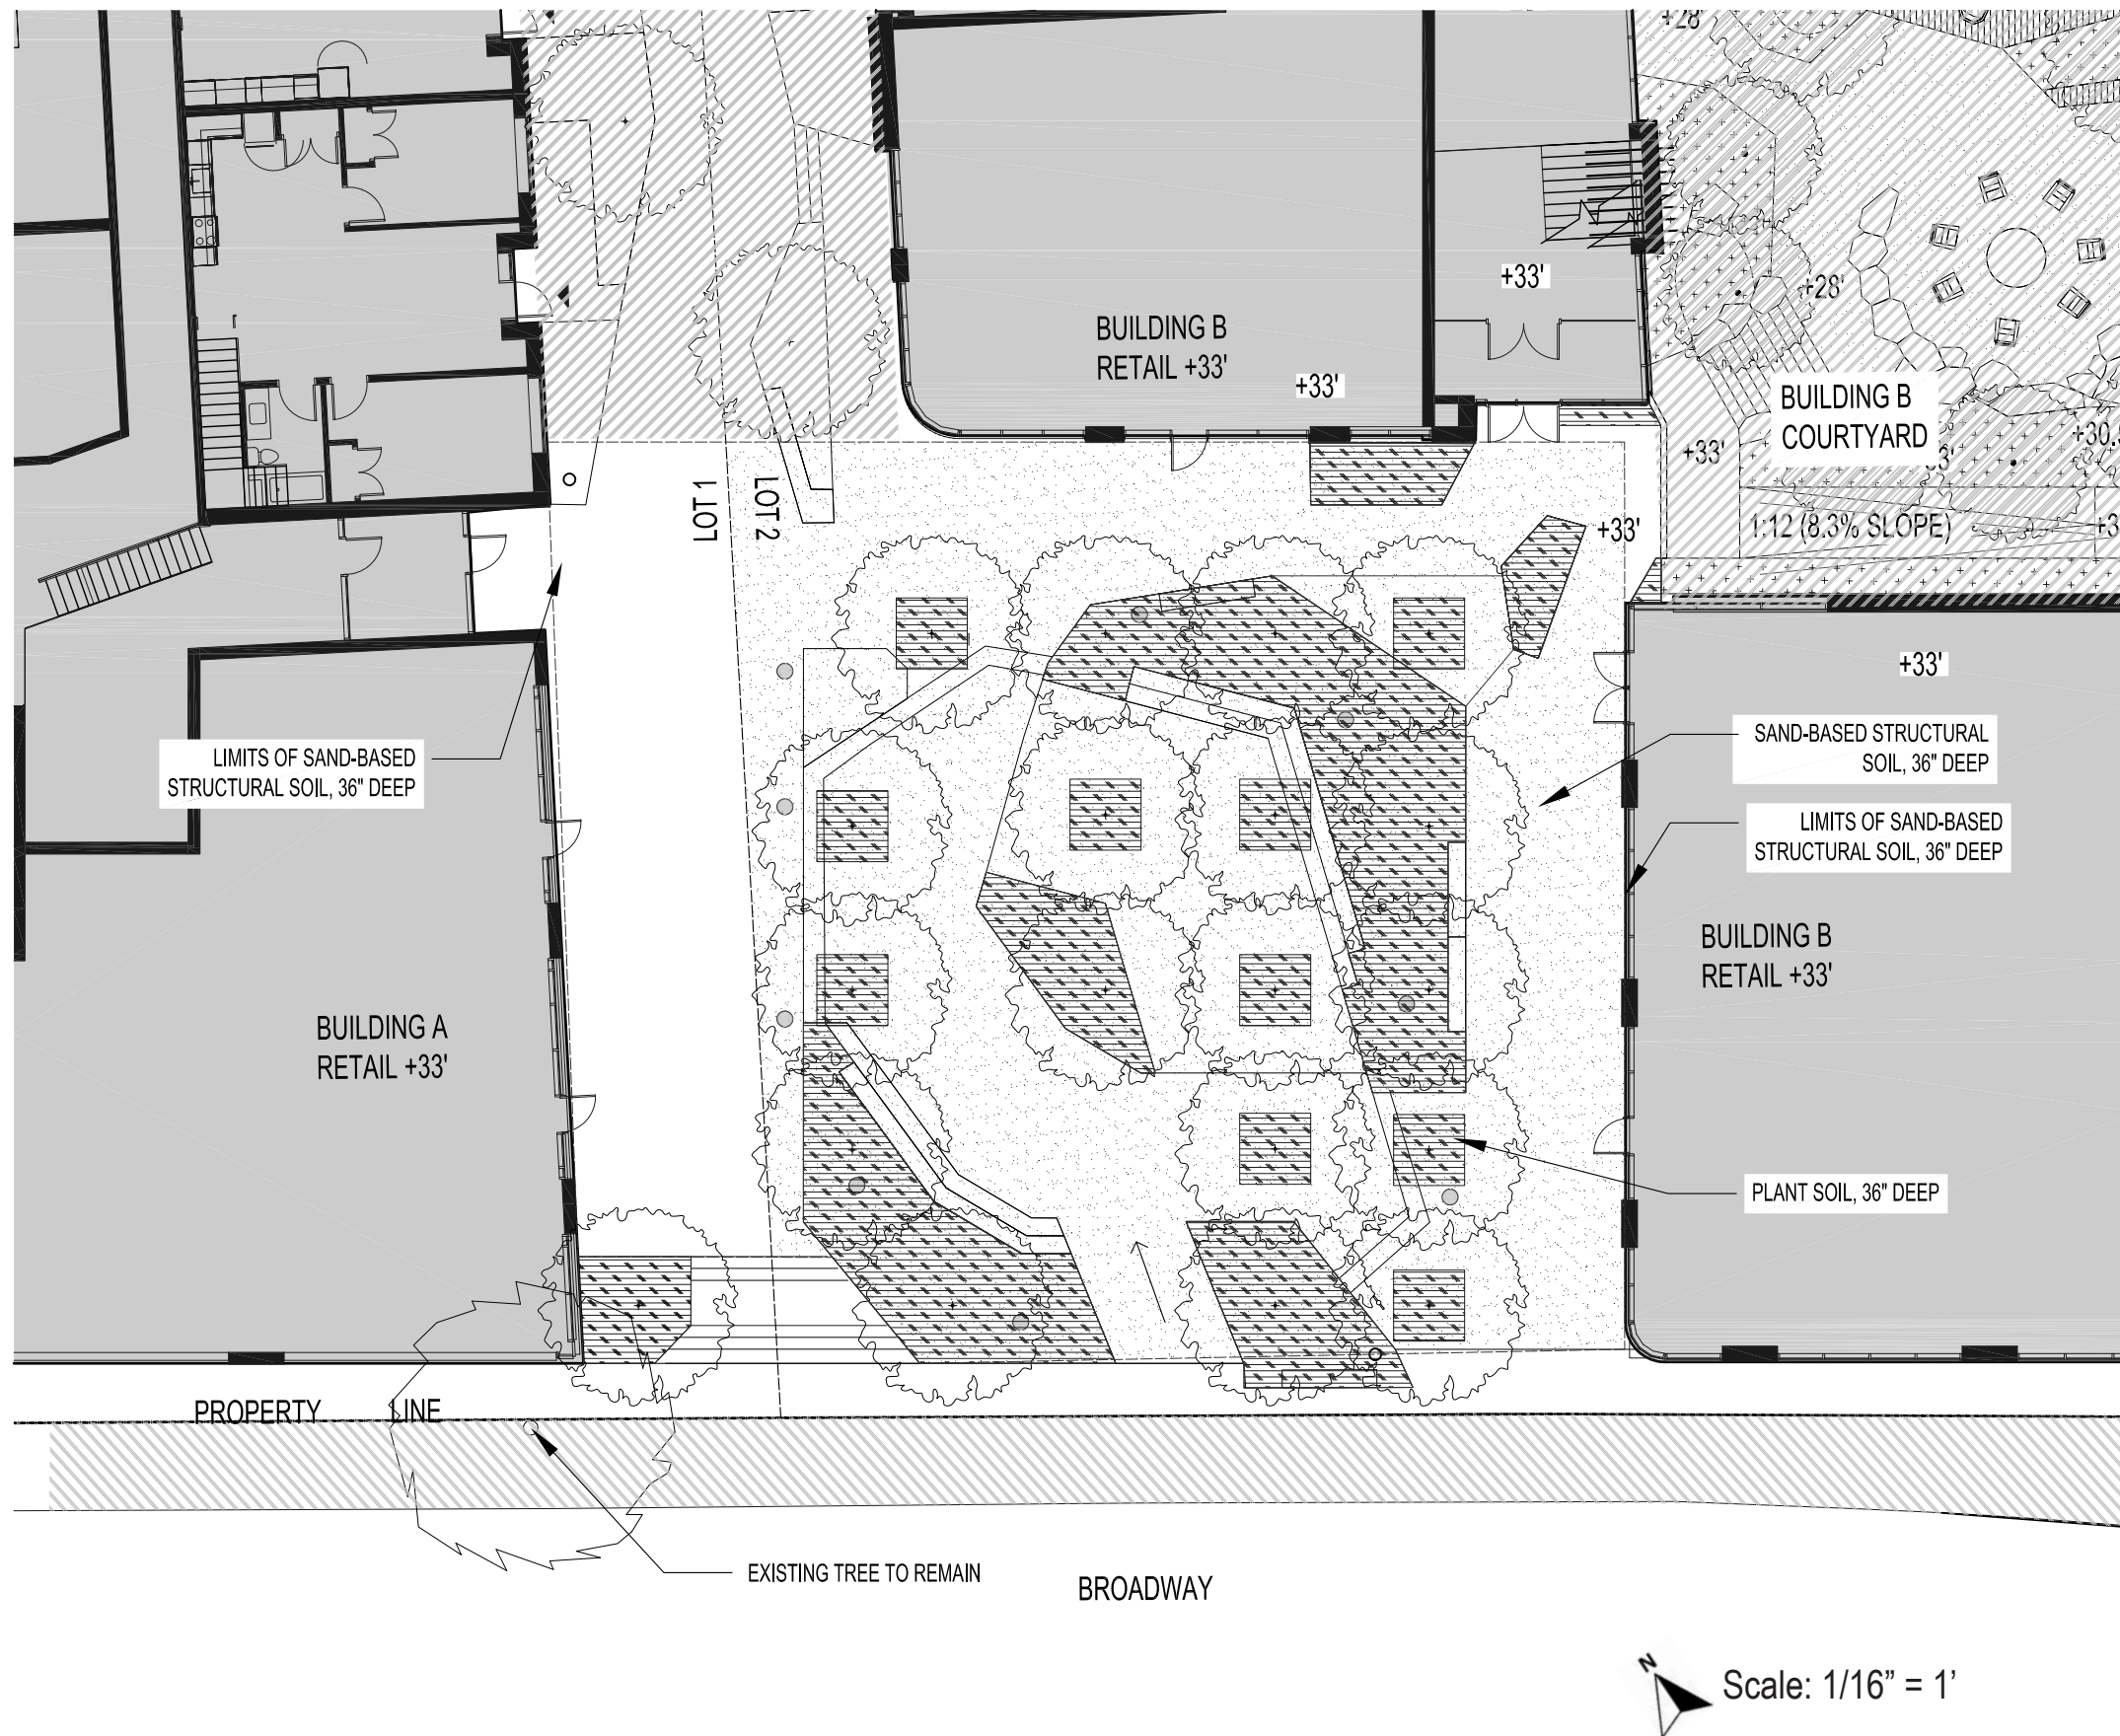 +28'
+33'
+28'
BUILDING B
RETAIL +33'
+33'
BUILDING B
COURTYARD
+33'
LOT 1
LOT 2
+33'
1:12 (8.3% SLOPE)
+33'
LIMITS OF SAND-BASED
STRUCTURAL SOIL, 36" DEEP
SAND-BASED STRUCTURAL
SOIL, 36" DEEP
LIMITS OF SAND-BASED
STRUCTURAL SOIL, 36" DEEP
BUILDING B
RETAIL +33'
BUILDING A
RETAIL +33'
PLANT SOIL, 36" DEEP
PROPERTY LINE
EXISTING TREE TO REMAIN
BROADWAY
N
Scale: 1/16” = 1’